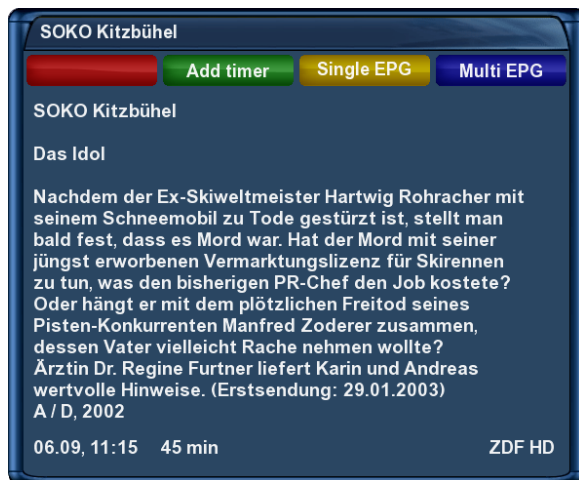 SOKO Kitzbühel
Add timer Single EPG Multi EPG
SOKO Kitzbühel
Das Idol
Nachdem der Ex-Skiweltmeister Hartwig Rohracher mit
seinem Schneemobil zu Tode gestürzt ist, stellt man
bald fest, dass es Mord war. Hat der Mord mit seiner
jüngst erworbenen Vermarktungslizenz für Skirennen
zu tun, was den bisherigen PR-Chef den Job kostete?
Oder hängt er mit dem plötzlichen Freitod seines
Pisten-Konkurrenten Manfred Zoderer zusammen,
dessen Vater vielleicht Rache nehmen wollte?
Ärztin Dr. Regine Furtner liefert Karin und Andreas
wertvolle Hinweise. (Erstsendung: 29.01.2003)
A / D, 2002
06.09, 11:15 45 min ZDF HD